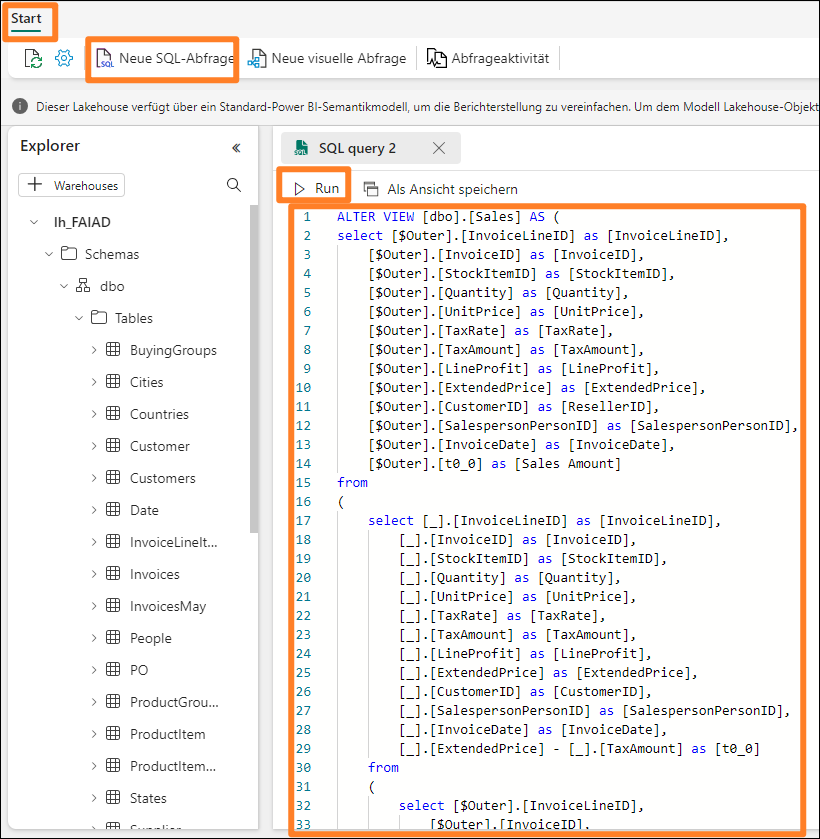 Start
Neue SQL-Abfrage
Neue visuelle Abfrage
Abfrageaktivität
Dieser Lakehouse verfügt über ein Standard-Power BI-Semantikmodell, um die Berichterstellung zu vereinfachen. Um dem Modell Lakehouse-Objekt
Explorer
Warehouses
lh_FAIAD
Schemas
dbo
Tables
BuyingGroups
Cities
Countries
Customer
Customers
Date
InvoiceLineIt...
Invoices
InvoicesMay
People
PO
ProductGrou...
ProductItem
ProductItem...
States
Supplier
SQL query 2
Run
Als Ansicht speichern
1 ALTER VIEW [dbo].[Sales] AS (
2 select [$Outer].[InvoiceLineID] as [InvoiceLineID],
3 [$Outer].[InvoiceID] as [InvoiceID],
4 [$Outer].[StockItemID] as [StockItemID],
5 [$Outer].[Quantity] as [Quantity],
6 [$Outer].[UnitPrice] as [UnitPrice],
7 [$Outer].[TaxRate] as [TaxRate],
8 [$Outer].[TaxAmount] as [TaxAmount],
9 [$Outer].[LineProfit] as [LineProfit],
10 [$Outer].[ExtendedPrice] as [ExtendedPrice],
11 [$Outer].[CustomerID] as [ResellerID],
12 [$Outer].[SalespersonPersonID] as [SalespersonPersonID],
13 [$Outer].[InvoiceDate] as [InvoiceDate],
14 [$Outer].[t0_0] as [Sales Amount]
15 from
16 (
17 select [_].[InvoiceLineID] as [InvoiceLineID],
18 [_].[InvoiceID] as [InvoiceID],
19 [_].[StockItemID] as [StockItemID],
20 [_].[Quantity] as [Quantity],
21 [_].[UnitPrice] as [UnitPrice],
22 [_].[TaxRate] as [TaxRate],
23 [_].[TaxAmount] as [TaxAmount],
24 [_].[LineProfit] as [LineProfit],
25 [_].[ExtendedPrice] as [ExtendedPrice],
26 [_].[CustomerID] as [CustomerID],
27 [_].[SalespersonPersonID] as [SalespersonPersonID],
28 [_].[InvoiceDate] as [InvoiceDate],
29 [_].[ExtendedPrice] - [_].[TaxAmount] as [t0_0]
30 from
31 (
32 select [$Outer].[InvoiceLineID],
33 [$Outer].[InvoiceID],